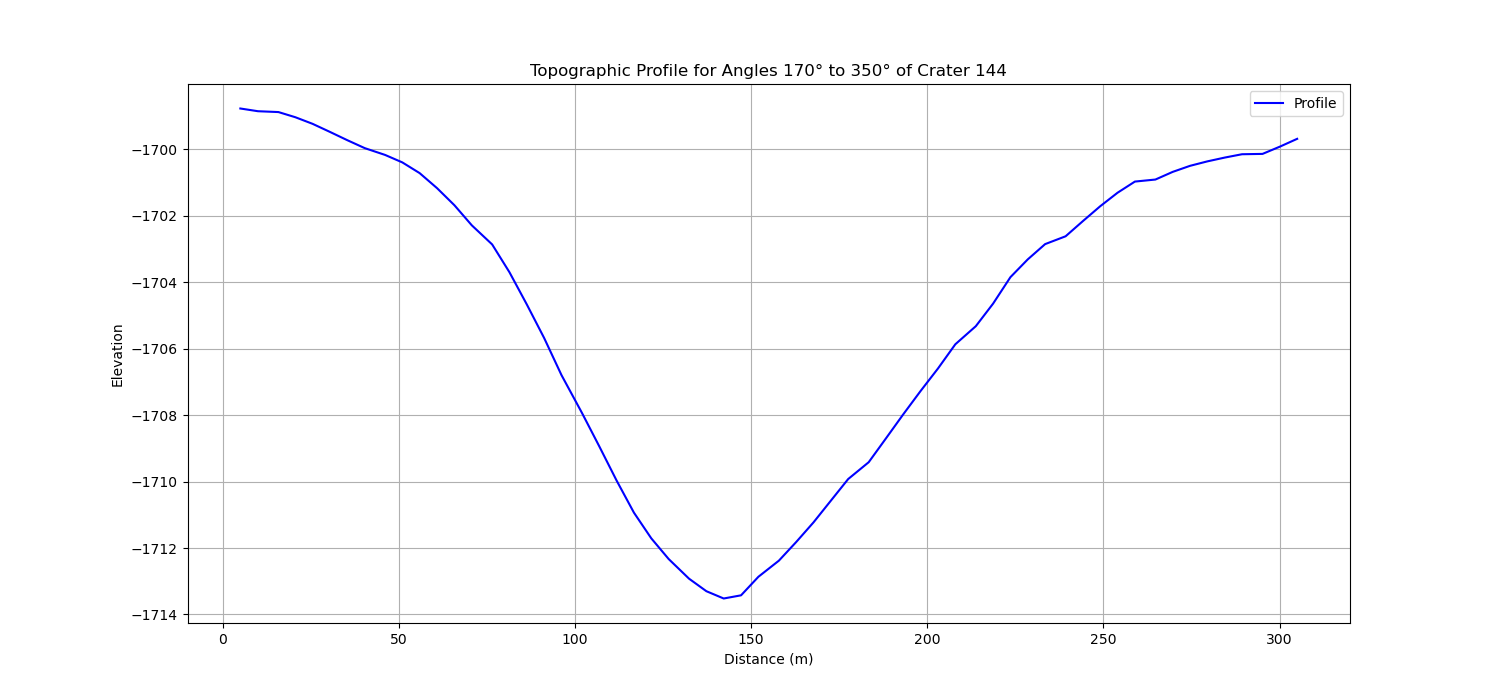 Topographic Profile for Angles 170° to 350° of Crater 144
Profile
−1700
−1702
−1704
−1706
−1708
−1710
−1712
−1714
Elevation
0 50 100 150 200 250 300
Distance (m)